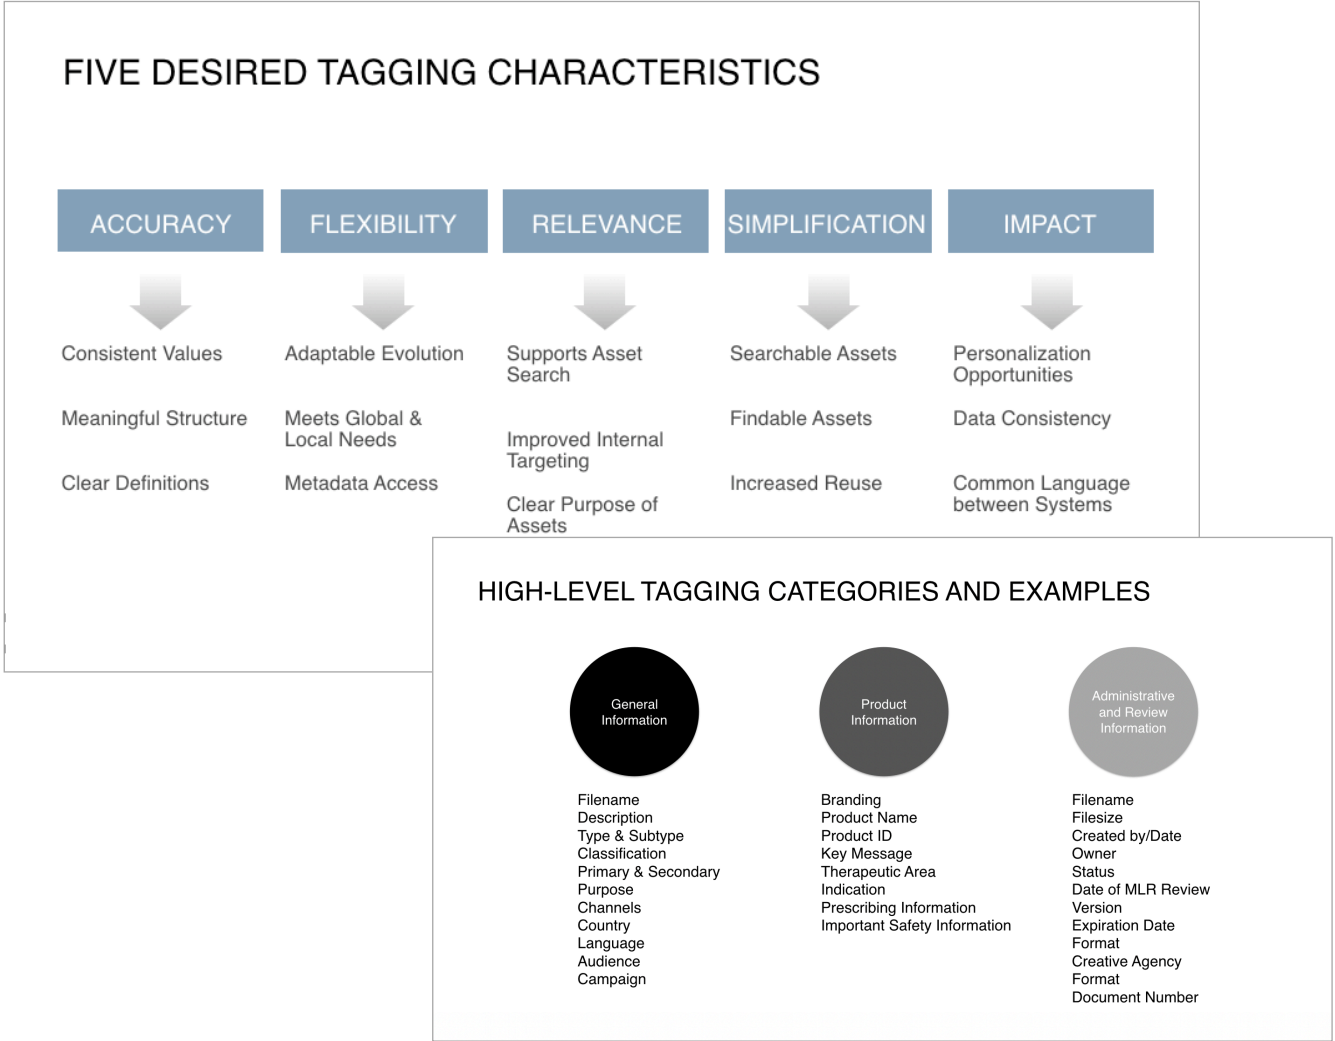 FIVE DESIRED TAGGING CHARACTERISTICS
ACCURACY
Consistent Values
Meaningful Structure
Clear Definitions
FLEXIBILITY
Adaptable Evolution
Meets Global &
Local Needs
Metadata Access
RELEVANCE
Supports Asset
Search
Improved Internal
Targeting
Clear Purpose of
Assets
SIMPLIFICATION
Searchable Assets
Findable Assets
Increased Reuse
IMPACT
Personalization
Opportunities
Data Consistency
Common Language
between Systems
HIGH-LEVEL TAGGING CATEGORIES AND EXAMPLES
General
Information
Filename
Description
Type & Subtype
Classification
Primary & Secondary
Purpose
Channels
Country
Language
Audience
Campaign
Product
Information
Branding
Product Name
Product ID
Key Message
Therapeutic Area
Indication
Prescribing Information
Important Safety Information
Administrative
and Review
Information
Filename
Filesize
Created by/Date
Owner
Status
Date of MLR Review
Version
Expiration Date
Format
Creative Agency
Format
Document Number